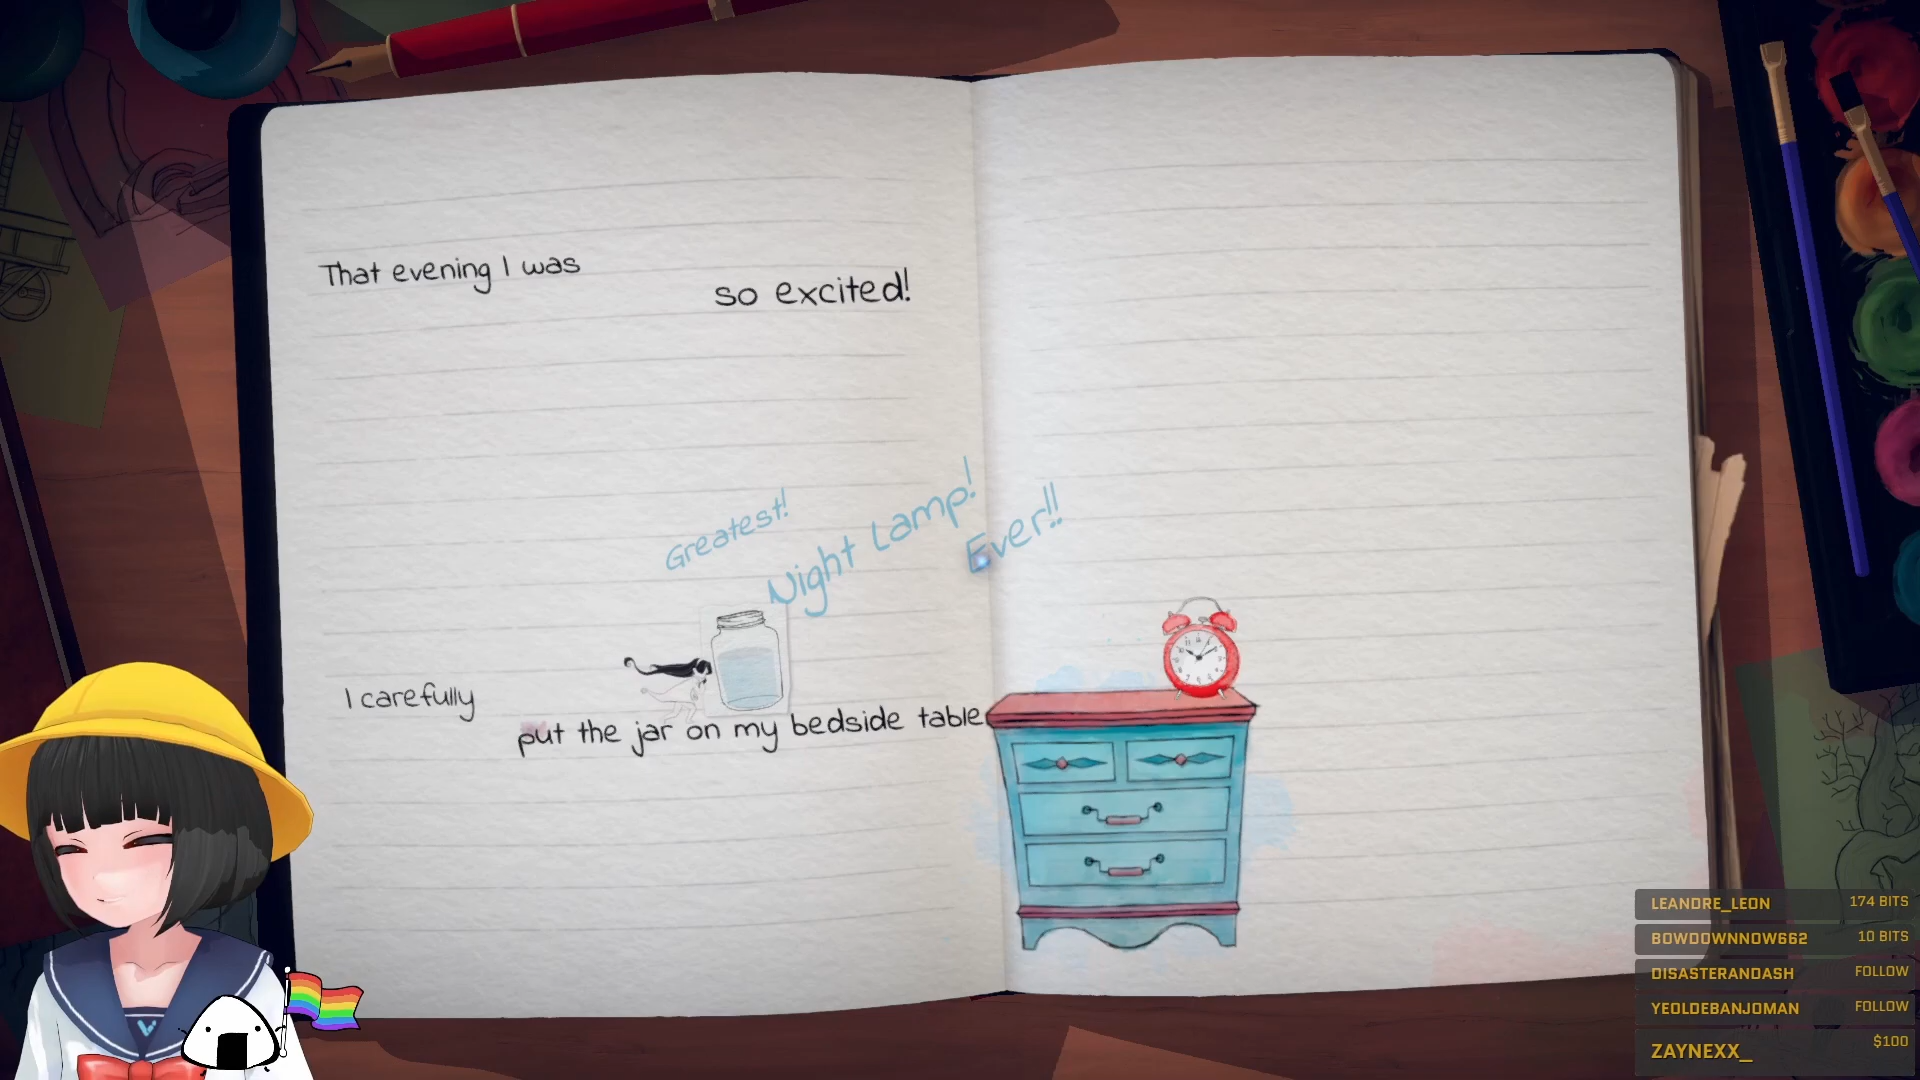 That evening I was
so excited!
Greatest!
Night Lamp!
Ever!!
I carefully
put the jar on my bedside table
LEANDRE_LEON 174 BITS
BOWDOWNNOW662 10 BITS
DISASTERANDASH FOLLOW
YEOLDEBANJOMAN FOLLOW
ZAYNEXX_ $100